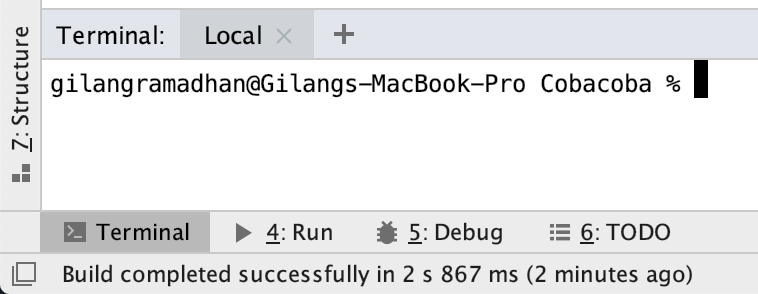 Terminal: Local × +
gilangramadhan@Gilangs-MacBook-Pro Cobacoba %
7: Structure
Terminal 4: Run 5: Debug 6: TODO
Build completed successfully in 2 s 867 ms (2 minutes ago)